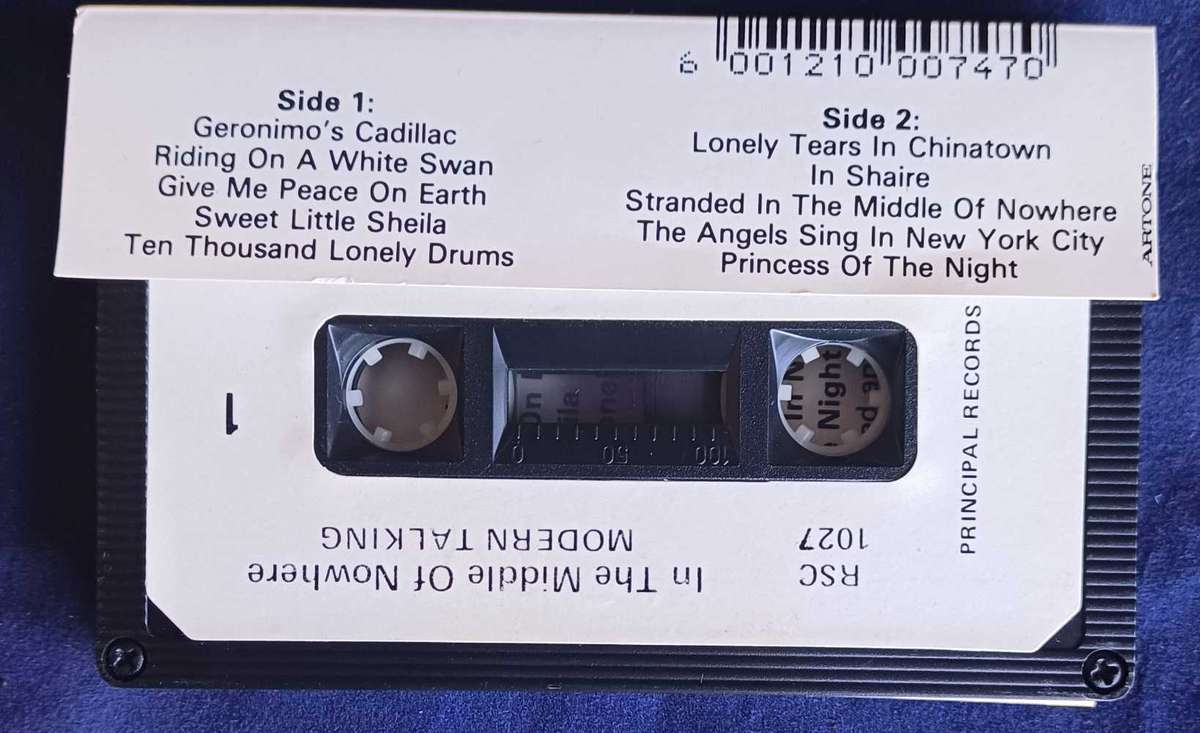 6 001210 007470
Side 1:
Geronimo's Cadillac
Riding On A White Swan
Give Me Peace On Earth
Sweet Little Sheila
Ten Thousand Lonely Drums
Side 2:
Lonely Tears In Chinatown
In Shaire
Stranded In The Middle Of Nowhere
The Angels Sing In New York City
Princess Of The Night
ARTONE
PRINCIPAL RECORDS
1
In The Middle Of Nowhere
MODERN TALKING
RSC
1027
100 50 0
In N
Night